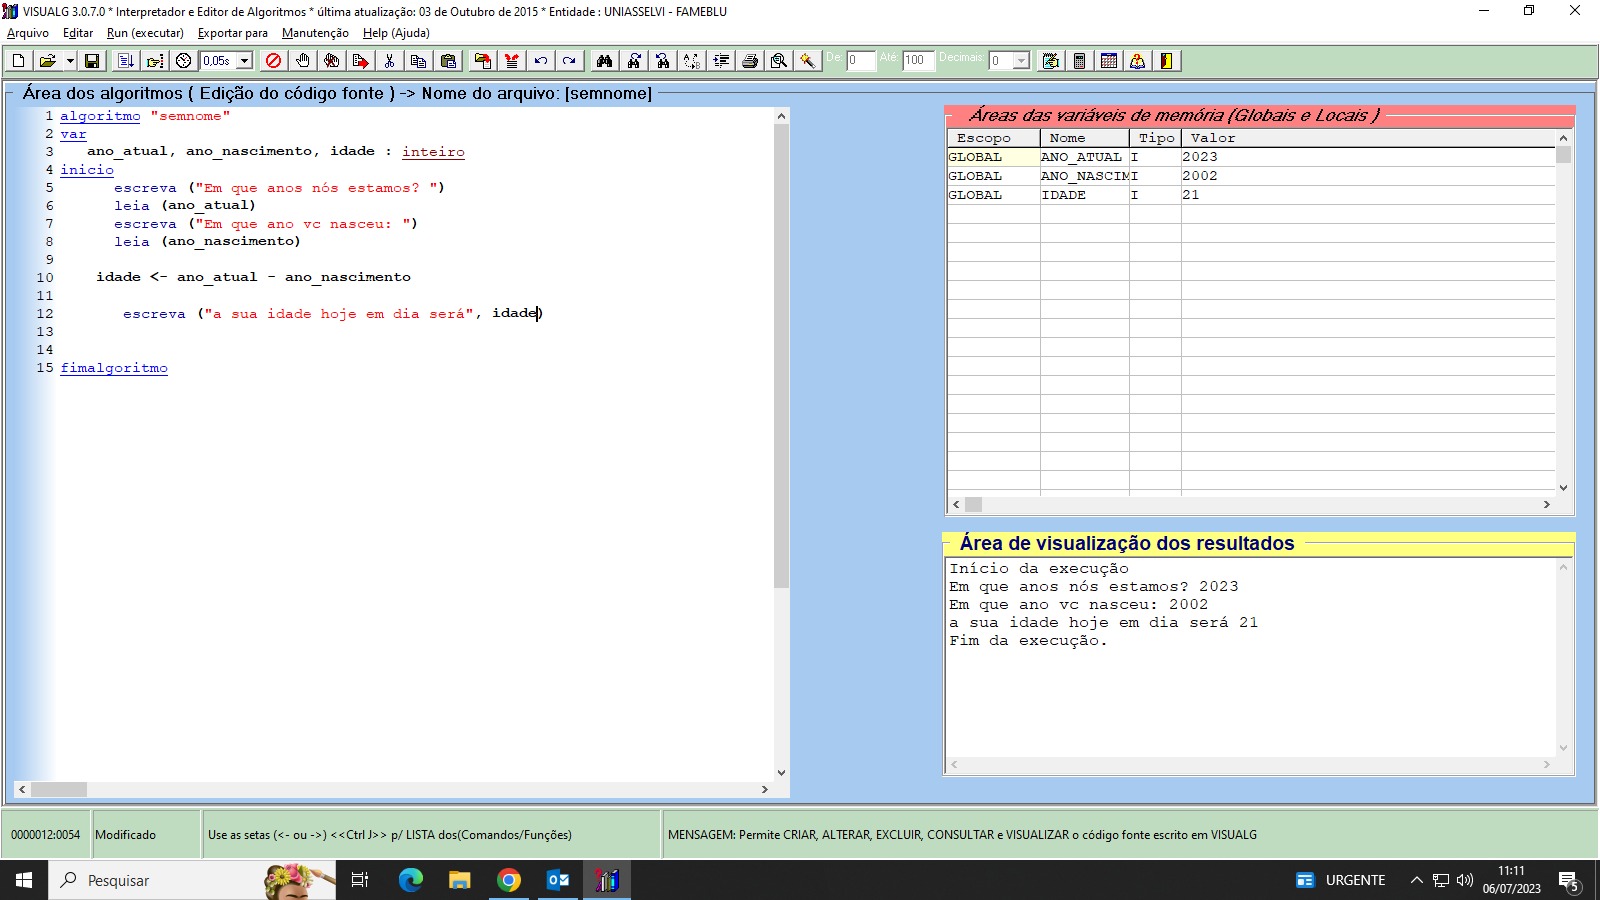 VISUALG 3.0.7.0 * Interpretador e Editor de Algoritmos * última atualização: 03 de Outubro de 2015 * Entidade : UNIASSELVI - FAMEBLU
Arquivo Editar Run (executar) Exportar para Manutenção Help (Ajuda)
0,05s De: 0 Até: 100 Decimais: 0
Área dos algoritmos ( Edição do código fonte ) -> Nome do arquivo: [semnome]
1 algoritmo "semnome"
2 var
3 ano_atual, ano_nascimento, idade : inteiro
4 inicio
5 escreva ("Em que anos nós estamos? ")
6 leia (ano_atual)
7 escreva ("Em que ano vc nasceu: ")
8 leia (ano_nascimento)
9
10 idade <- ano_atual - ano_nascimento
11
12 escreva ("a sua idade hoje em dia será", idade)
13
14
15 fimalgoritmo
Áreas das variáveis de memória (Globais e Locais )
Escopo Nome Tipo Valor
GLOBAL ANO_ATUAL I 2023
GLOBAL ANO_NASCIM I 2002
GLOBAL IDADE I 21
Área de visualização dos resultados
Início da execução
Em que anos nós estamos? 2023
Em que ano vc nasceu: 2002
a sua idade hoje em dia será 21
Fim da execução.
0000012:0054 Modificado Use as setas (<- ou ->) <<Ctrl J>> p/ LISTA dos(Comandos/Funções) MENSAGEM: Permite CRIAR, ALTERAR, EXCLUIR, CONSULTAR e VISUALIZAR o código fonte escrito em VISUALG
Pesquisar
URGENTE
11:11
06/07/2023
5